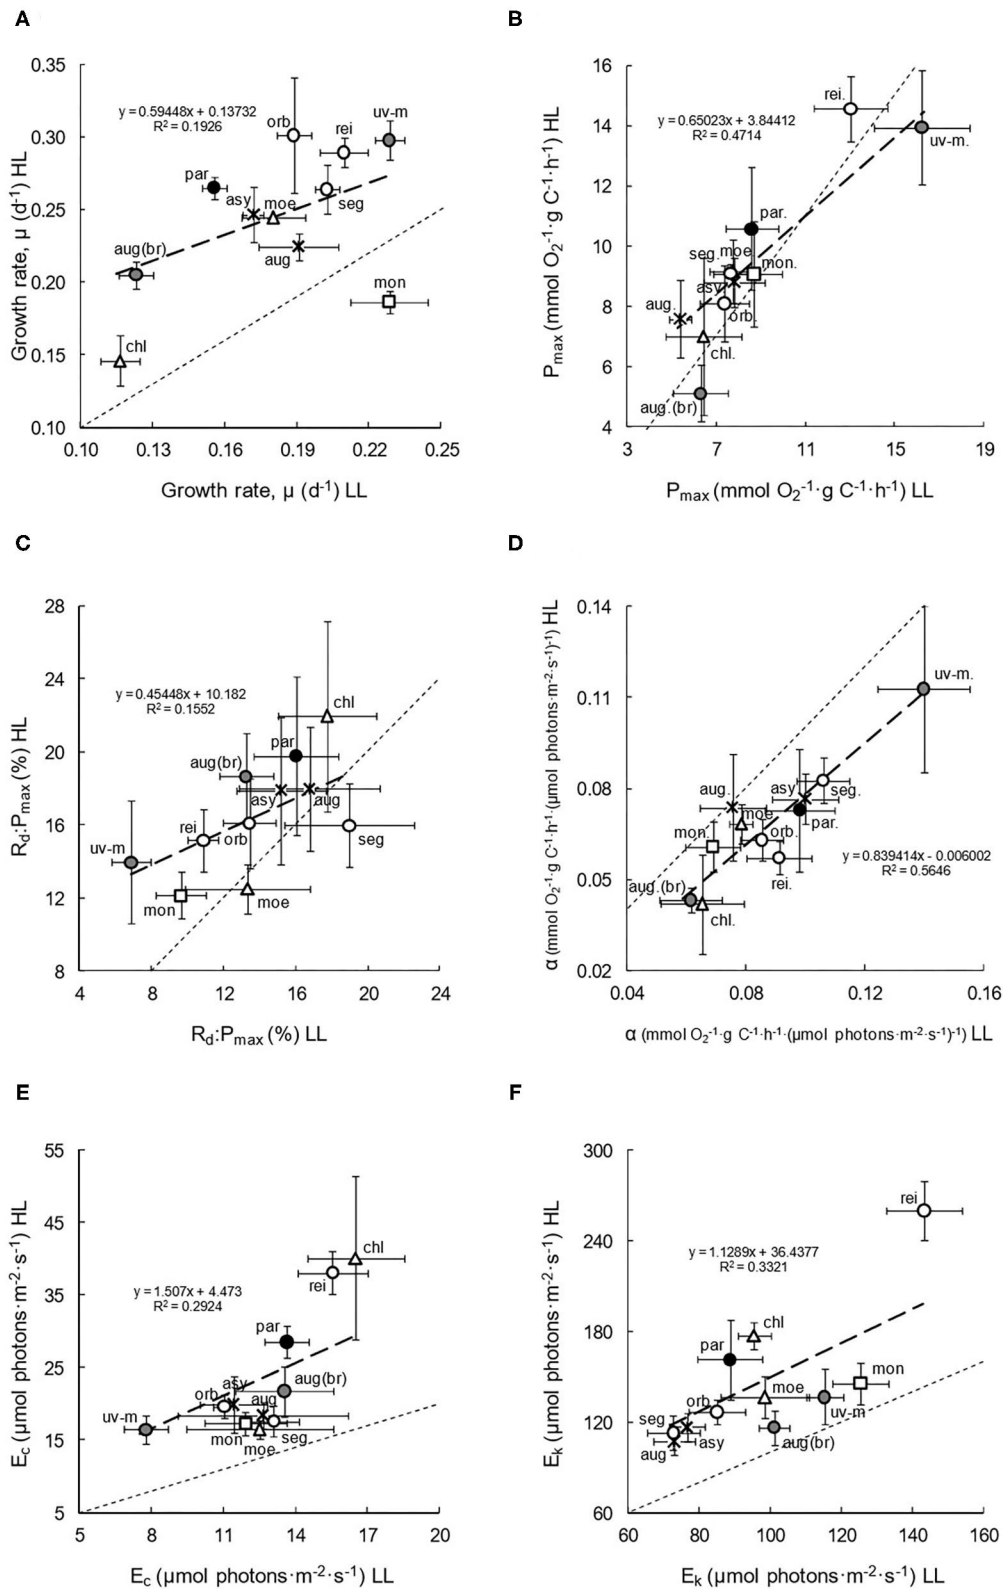 A
0.35
0.30
0.25
0.20
0.15
0.10
Growth rate, µ (d-1) HL
y = 0.59448x + 0.13732
R2 = 0.1926
orb
rei
uv-m
par
asy
moe
seg
aug
aug(br)
mon
chl
0.10 0.13 0.16 0.19 0.22 0.25
Growth rate, µ (d-1) LL
B
16
14
12
10
8
6
4
Pmax (mmol O2-1·g C-1·h-1) HL
y = 0.65023x + 3.84412
R2 = 0.4714
rei.
uv-m.
par.
seg.
moe
mon.
asy
aug.
orb.
chl.
aug.(br)
3 7 11 15 19
Pmax (mmol O2-1·g C-1·h-1) LL
C
28
24
20
16
12
8
Rd:Pmax (%) HL
y = 0.45448x + 10.182
R2 = 0.1552
chl
par
aug(br)
asy
aug
rei
orb
seg
uv-m
mon
moe
4 8 12 16 20 24
Rd:Pmax (%) LL
D
0.14
0.11
0.08
0.05
0.02
α (mmol O2-1·g C-1·h-1·(µmol photons·m-2·s-1)-1) HL
uv-m.
aug.
asy
seg.
moe
par.
mon.
orb.
rei.
y = 0.839414x - 0.006002
R2 = 0.5646
aug.(br)
chl.
0.04 0.08 0.12 0.16
α (mmol O2-1·g C-1·h-1·(µmol photons·m-2·s-1)-1) LL
E
55
45
35
25
15
5
Ec (µmol photons·m-2·s-1) HL
y = 1.507x + 4.473
R2 = 0.2924
chl
rei
par
aug(br)
asy
orb
aug
uv-m
mon
moe
seg
5 8 11 14 17 20
Ec (µmol photons·m-2·s-1) LL
F
300
240
180
120
60
Ek (µmol photons·m-2·s-1) HL
rei
y = 1.1289x + 36.4377
R2 = 0.3321
chl
par
mon
moe
orb
uv-m
seg
asy
aug
aug(br)
60 80 100 120 140 160
Ek (µmol photons·m-2·s-1) LL